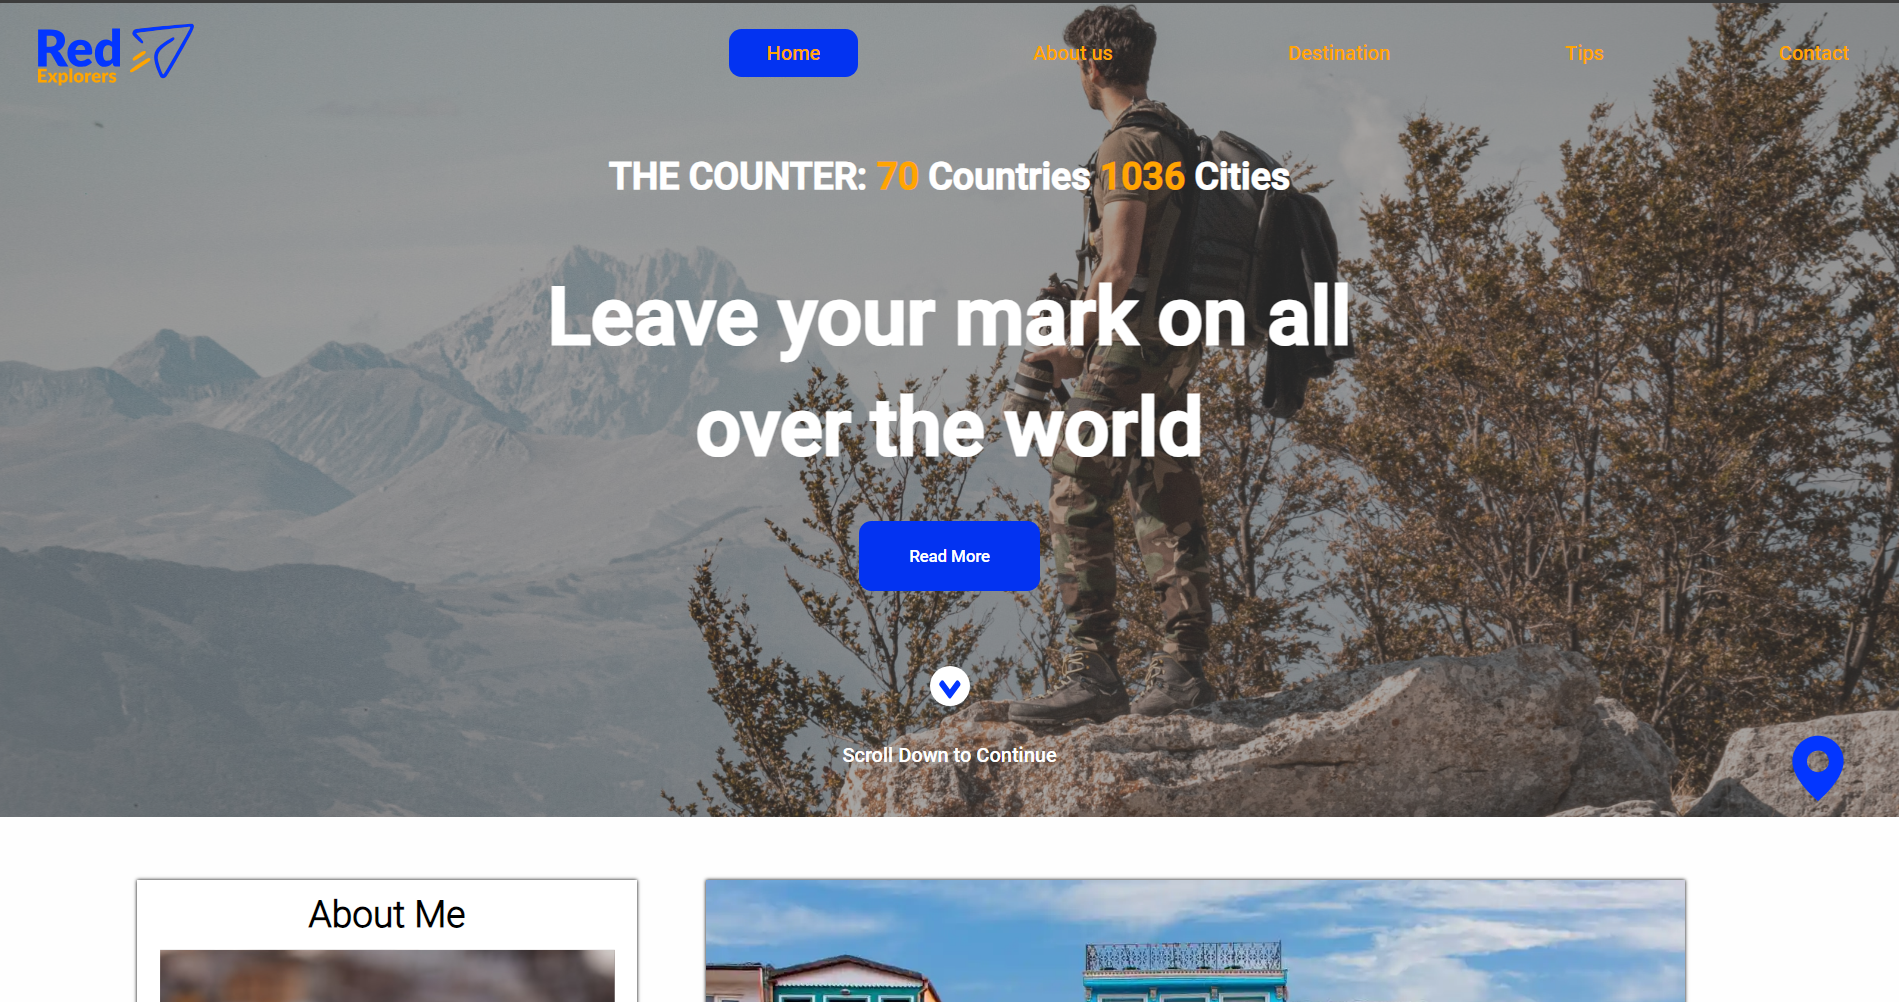 Red
Explorers
Home
About us
Destination
Tips
Contact
THE COUNTER: 70 Countries 1036 Cities
Leave your mark on all
over the world
Read More
Scroll Down to Continue
About Me